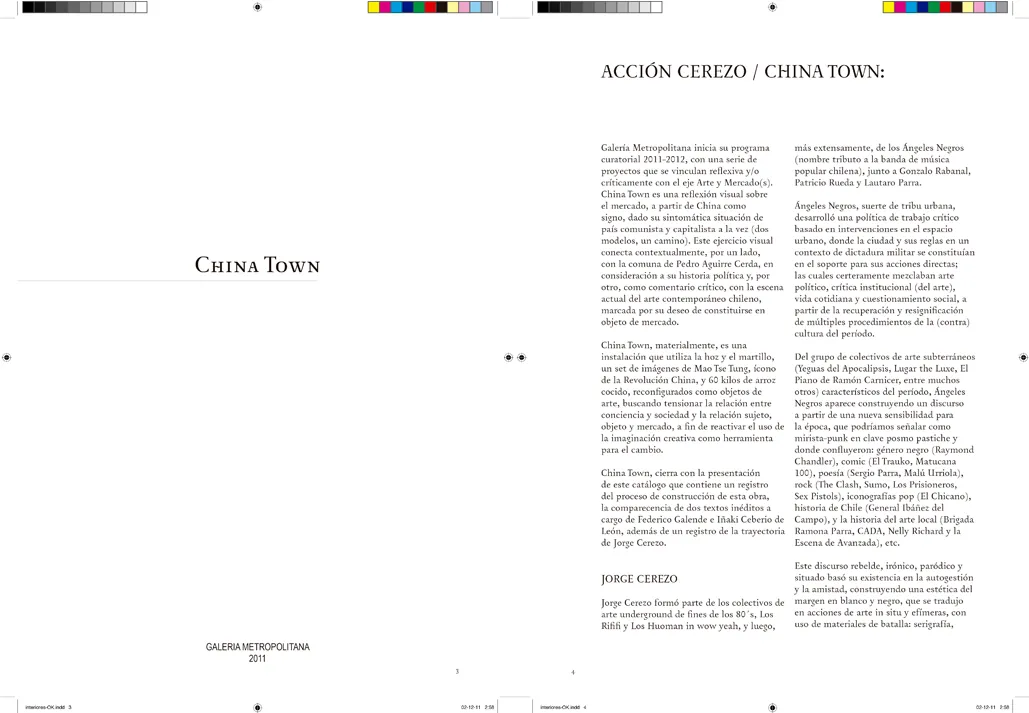 China Town
GALERIA METROPOLITANA
2011
3
interiores-OK.indd 3
02-12-11 2:58
ACCIÓN CEREZO / CHINA TOWN:
Galería Metropolitana inicia su programa
curatorial 2011-2012, con una serie de
proyectos que se vinculan reflexiva y/o
críticamente con el eje Arte y Mercado(s).
China Town es una reflexión visual sobre
el mercado, a partir de China como
signo, dado su sintomática situación de
país comunista y capitalista a la vez (dos
modelos, un camino). Este ejercicio visual
conecta contextualmente, por un lado,
con la comuna de Pedro Aguirre Cerda, en
consideración a su historia política y, por
otro, como comentario crítico, con la escena
actual del arte contemporáneo chileno,
marcada por su deseo de constituirse en
objeto de mercado.
China Town, materialmente, es una
instalación que utiliza la hoz y el martillo,
un set de imágenes de Mao Tse Tung, ícono
de la Revolución China, y 60 kilos de arroz
cocido, reconfigurados como objetos de
arte, buscando tensionar la relación entre
conciencia y sociedad y la relación sujeto,
objeto y mercado, a fin de reactivar el uso de
la imaginación creativa como herramienta
para el cambio.
China Town, cierra con la presentación
de este catálogo que contiene un registro
del proceso de construcción de esta obra,
la comparecencia de dos textos inéditos a
cargo de Federico Galende e Iñaki Ceberio de
León, además de un registro de la trayectoria
de Jorge Cerezo.
JORGE CEREZO
Jorge Cerezo formó parte de los colectivos de
arte underground de fines de los 80´s, Los
Rififi y Los Huoman in wow yeah, y luego,
más extensamente, de los Ángeles Negros
(nombre tributo a la banda de música
popular chilena), junto a Gonzalo Rabanal,
Patricio Rueda y Lautaro Parra.
Ángeles Negros, suerte de tribu urbana,
desarrolló una política de trabajo crítico
basado en intervenciones en el espacio
urbano, donde la ciudad y sus reglas en un
contexto de dictadura militar se constituían
en el soporte para sus acciones directas;
las cuales certeramente mezclaban arte
político, crítica institucional (del arte),
vida cotidiana y cuestionamiento social, a
partir de la recuperación y resignificación
de múltiples procedimientos de la (contra)
cultura del período.
Del grupo de colectivos de arte subterráneos
(Yeguas del Apocalipsis, Lugar the Luxe, El
Piano de Ramón Carnicer, entre muchos
otros) característicos del período, Ángeles
Negros aparece construyendo un discurso
a partir de una nueva sensibilidad para
la época, que podríamos señalar como
mirista-punk en clave posmo pastiche y
donde confluyeron: género negro (Raymond
Chandler), comic (El Trauko, Matucana
100), poesía (Sergio Parra, Malú Urriola),
rock (The Clash, Sumo, Los Prisioneros,
Sex Pistols), iconografías pop (El Chicano),
historia de Chile (General Ibáñez del
Campo), y la historia del arte local (Brigada
Ramona Parra, CADA, Nelly Richard y la
Escena de Avanzada), etc.
Este discurso rebelde, irónico, paródico y
situado basó su existencia en la autogestión
y la amistad, construyendo una estética del
margen en blanco y negro, que se tradujo
en acciones de arte in situ y efímeras, con
uso de materiales de batalla: serigrafía,
4
interiores-OK.indd 4
02-12-11 2:58